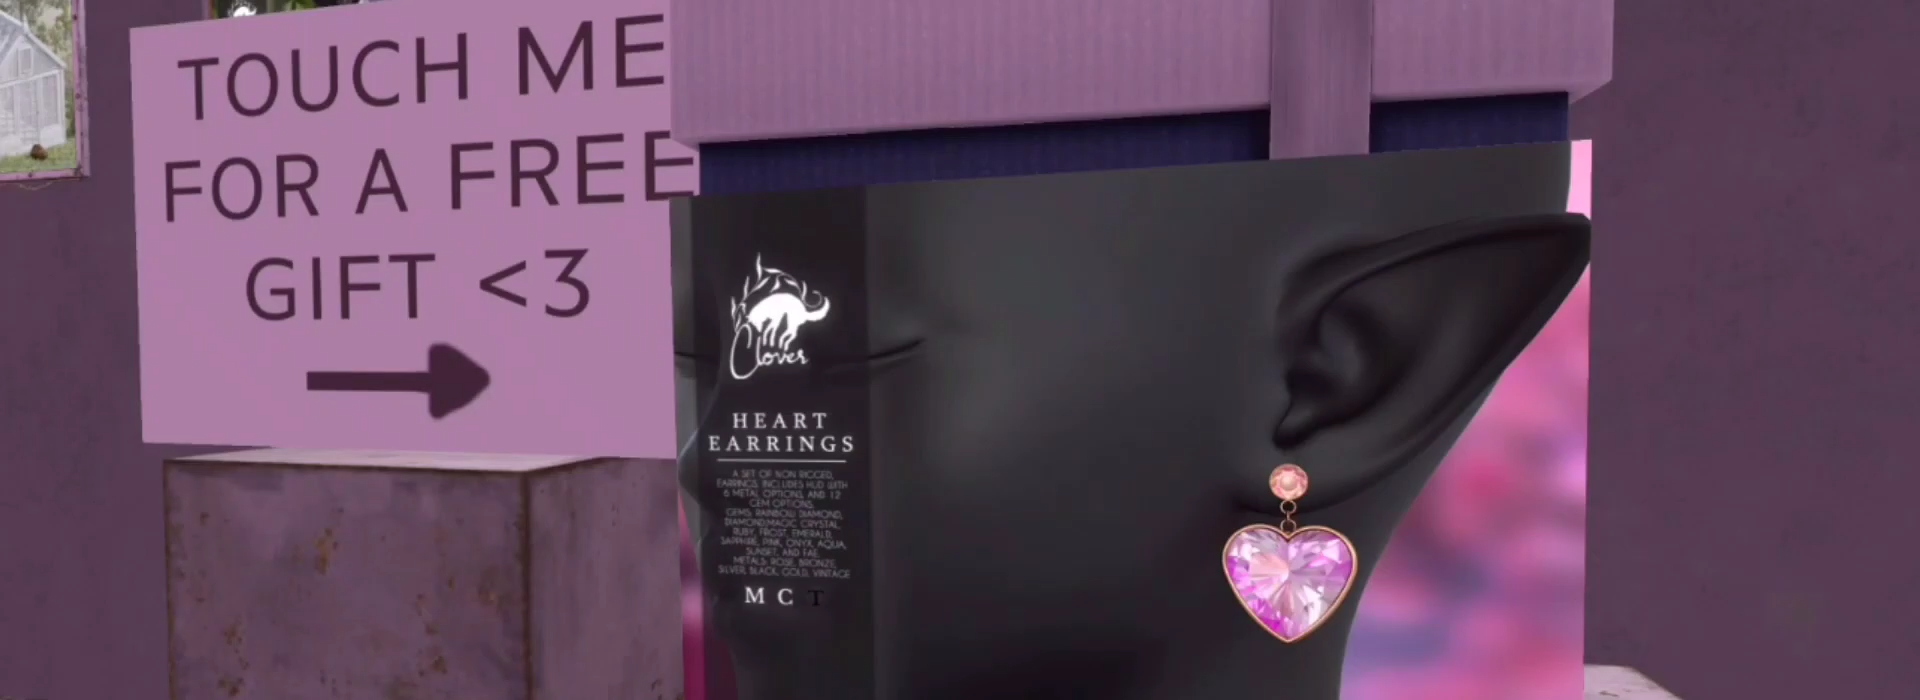 TOUCH ME
FOR A FREE
GIFT <3
Clover
HEART
EARRINGS
A SET OF NON RIGGED,
EARRINGS. INCLUDES HUD WITH
6 METAL OPTIONS, AND 12
GEM OPTIONS.
GEMS: RAINBOW DIAMOND,
DIAMOND,MAGIC CRYSTAL,
RUBY, FROST, EMERALD,
SAPPHIRE, PINK, ONYX, AQUA,
SUNSET, AND FAE.
METALS: ROSE, BRONZE,
SILVER, BLACK, GOLD, VINTAGE
M C T